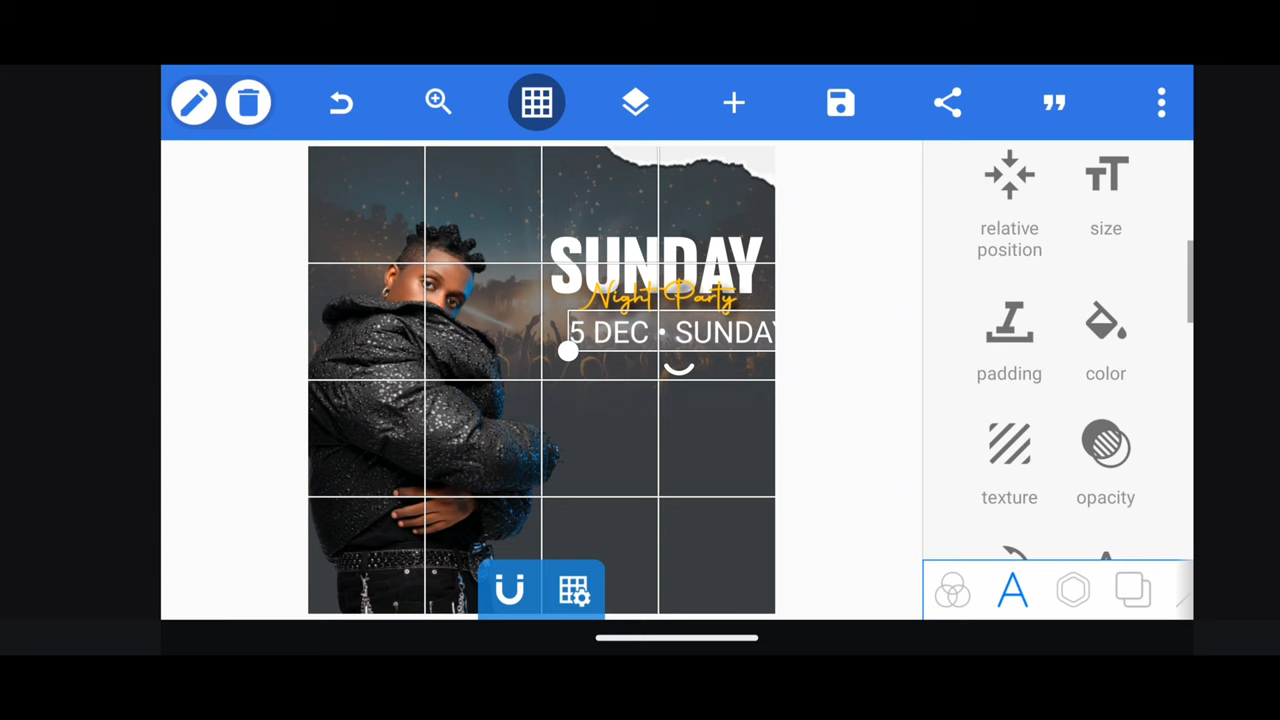 SUNDAY
Night Party
5 DEC • SUNDAY
relative position
size
padding
color
texture
opacity